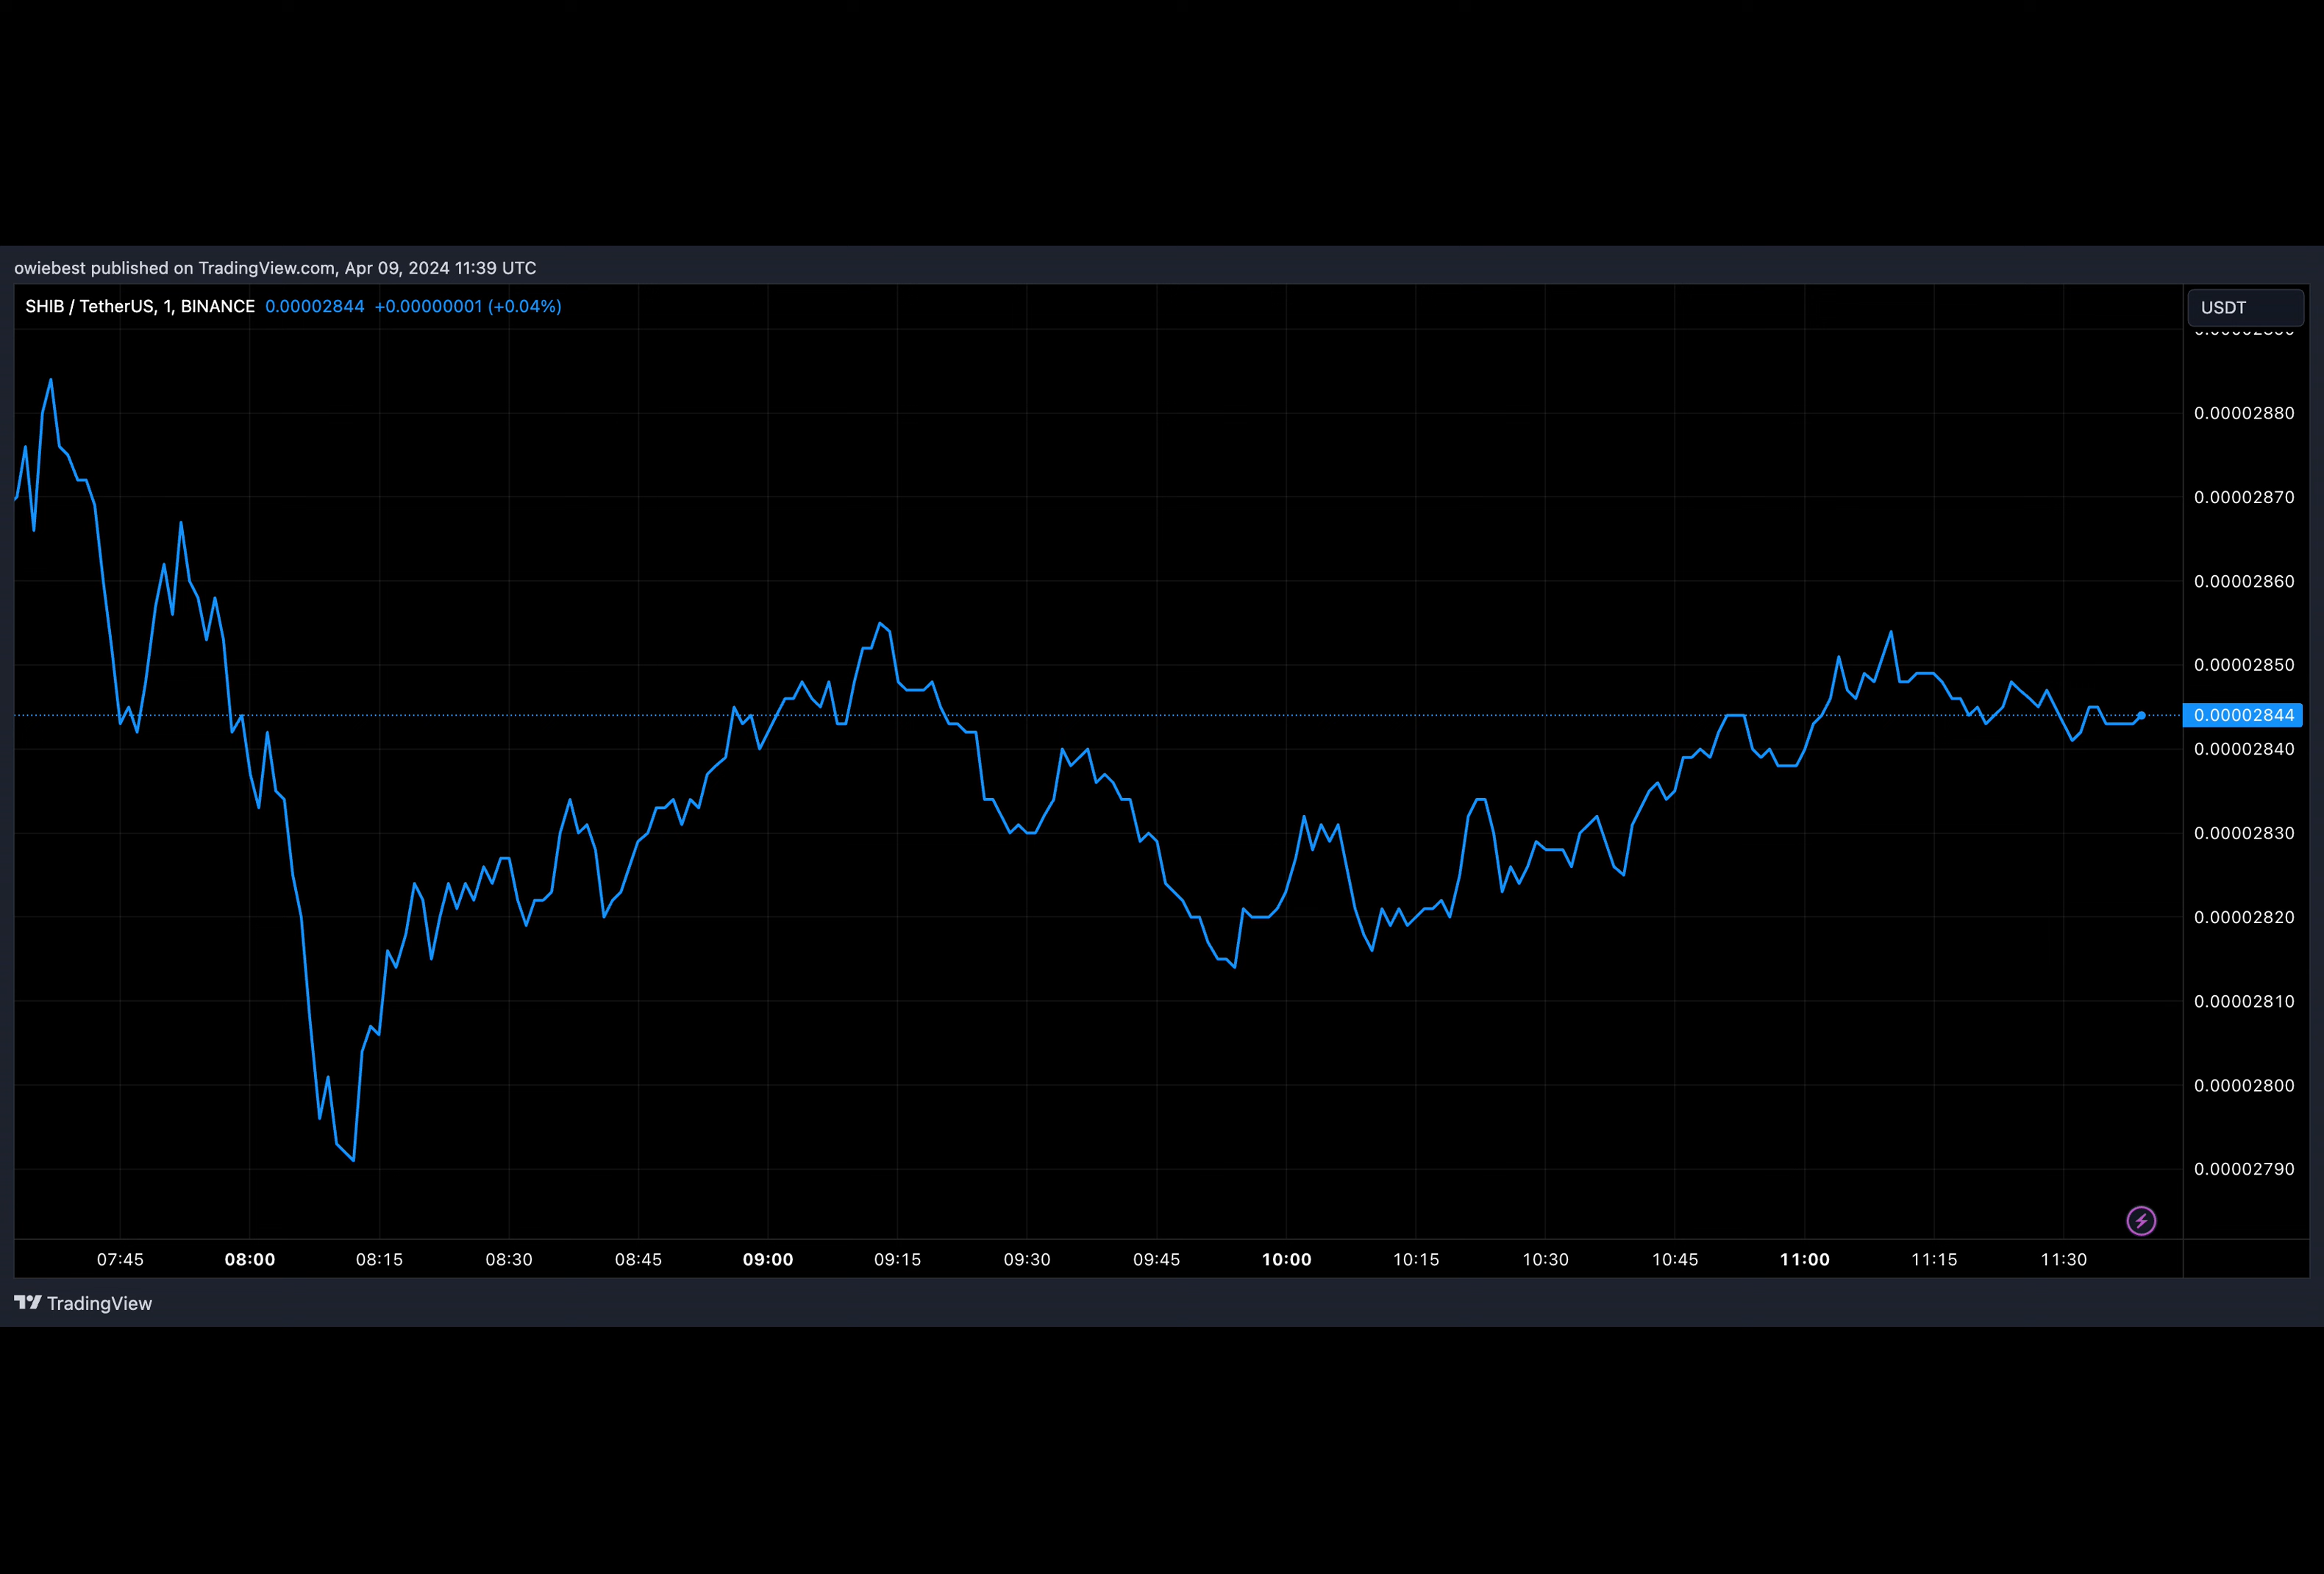 owiebest published on TradingView.com, Apr 09, 2024 11:39 UTC
SHIB / TetherUS, 1, BINANCE 0.00002844 +0.00000001 (+0.04%)
USDT
0.00002880
0.00002870
0.00002860
0.00002850
0.00002844
0.00002840
0.00002830
0.00002820
0.00002810
0.00002800
0.00002790
07:45 08:00 08:15 08:30 08:45 09:00 09:15 09:30 09:45 10:00 10:15 10:30 10:45 11:00 11:15 11:30
TradingView